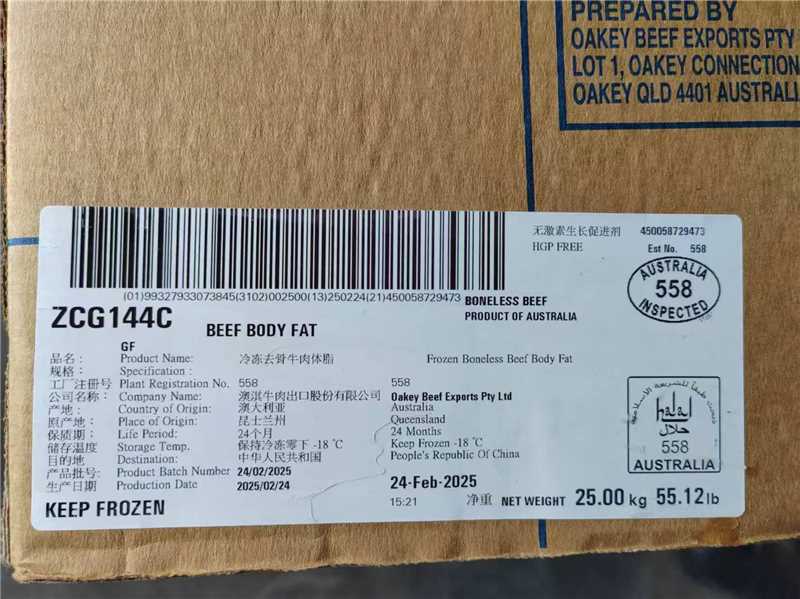 PREPARED BY
OAKEY BEEF EXPORTS PTY
LOT 1, OAKEY CONNECTION
OAKEY QLD 4401 AUSTRALI
无激素生长促进剂 450058729473
HGP FREE Est No. 558
AUSTRALIA
558
INSPECTED
(01)99327933073845(3102)002500(13)250224(21)450058729473
BONELESS BEEF
PRODUCT OF AUSTRALIA
ZCG144C BEEF BODY FAT
GF
品名: Product Name: 冷冻去骨牛肉体脂 Frozen Boneless Beef Body Fat
规格: Specification :
工厂注册号 Plant Registration No. 558 558
公司名称: Company Name: 澳淇牛肉出口股份有限公司 Oakey Beef Exports Pty Ltd
产地: Country of Origin: 澳大利亚 Australia
原产地: Place of Origin: 昆士兰州 Queensland
保质期: Life Period: 24个月 24 Months
储存温度 Storage Temp. 保持冷冻零下 -18 ℃ Keep Frozen -18 ℃
目的地: Destination: 中华人民共和国 People's Republic Of China
产品批号: Product Batch Number 24/02/2025
生产日期 Production Date 2025/02/24 24-Feb-2025
KEEP FROZEN 15:21 净重 NET WEIGHT 25.00 kg 55.12 lb
halal
حلال
558
AUSTRALIA